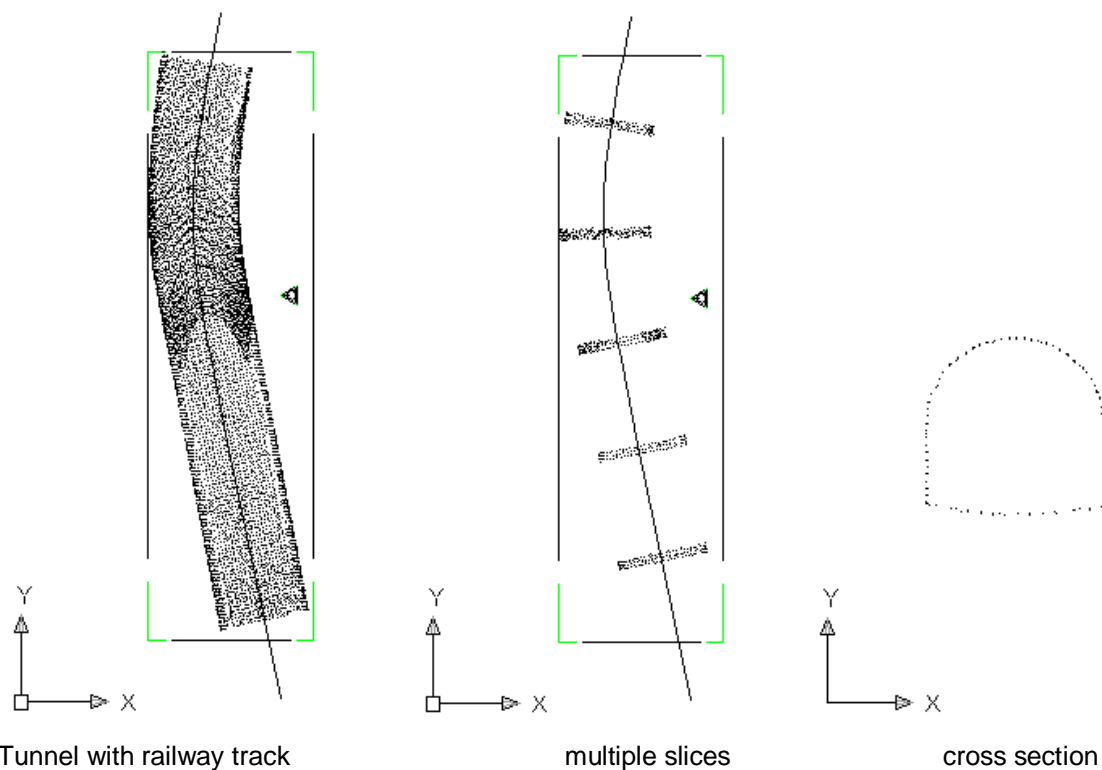 Y
X
Y
X
Y
X
Tunnel with railway track
multiple slices
cross section